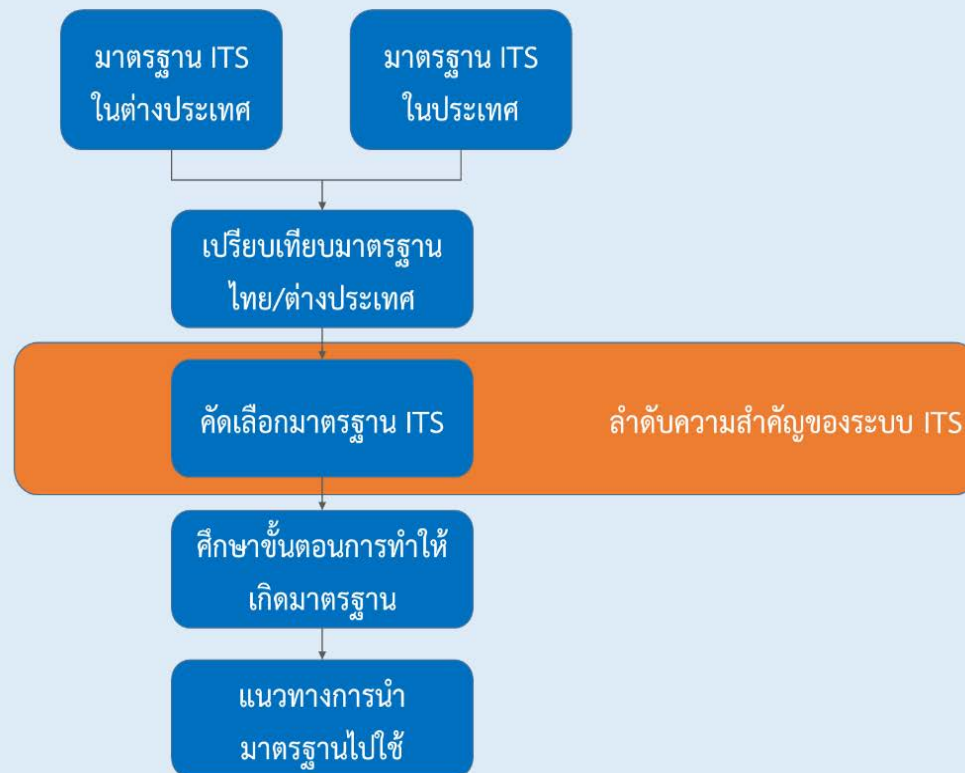 มาตรฐาน ITS
ในต่างประเทศ
มาตรฐาน ITS
ในประเทศ
เปรียบเทียบมาตรฐาน
ไทย/ต่างประเทศ
คัดเลือกมาตรฐาน ITS
ลำดับความสำคัญของระบบ ITS
ศึกษาขั้นตอนการทำให้
เกิดมาตรฐาน
แนวทางการนำ
มาตรฐานไปใช้